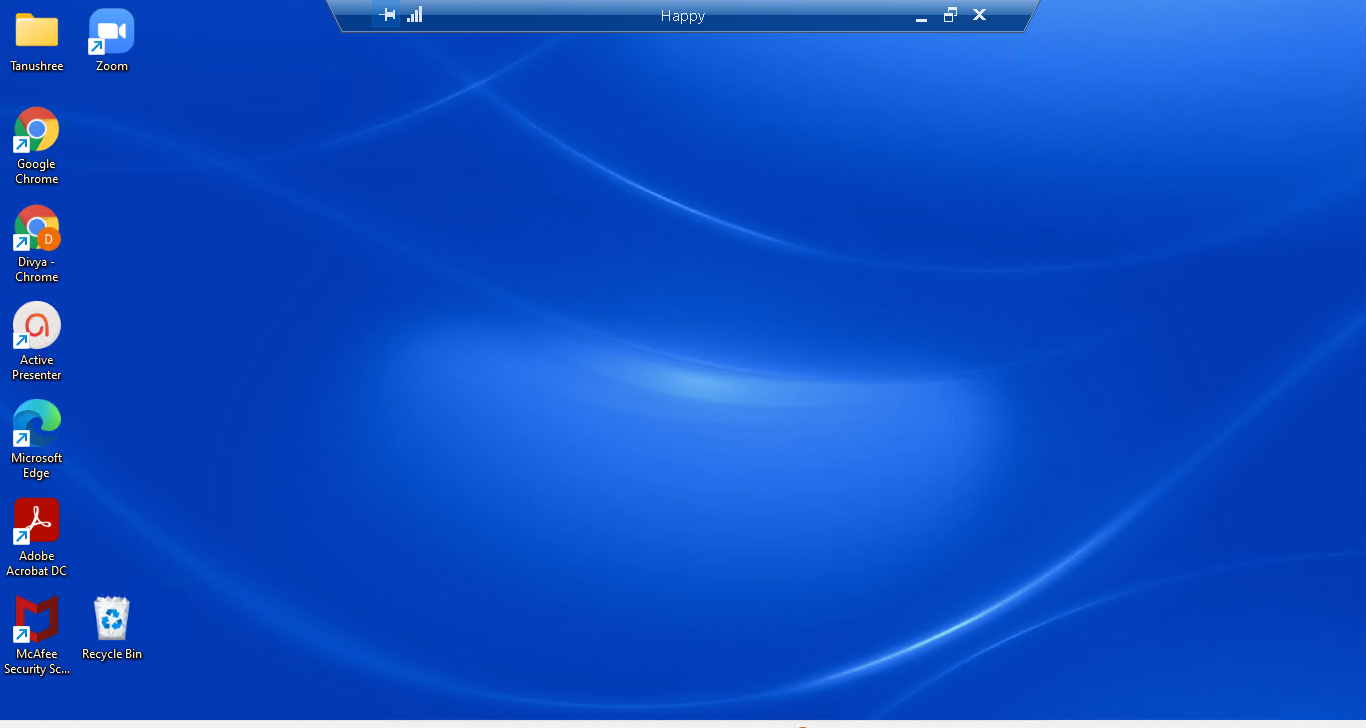 Happy
Tanushree
Zoom
Google
Chrome
D
Divya -
Chrome
Active
Presenter
Microsoft
Edge
Adobe
Acrobat DC
McAfee
Security Sc...
Recycle Bin